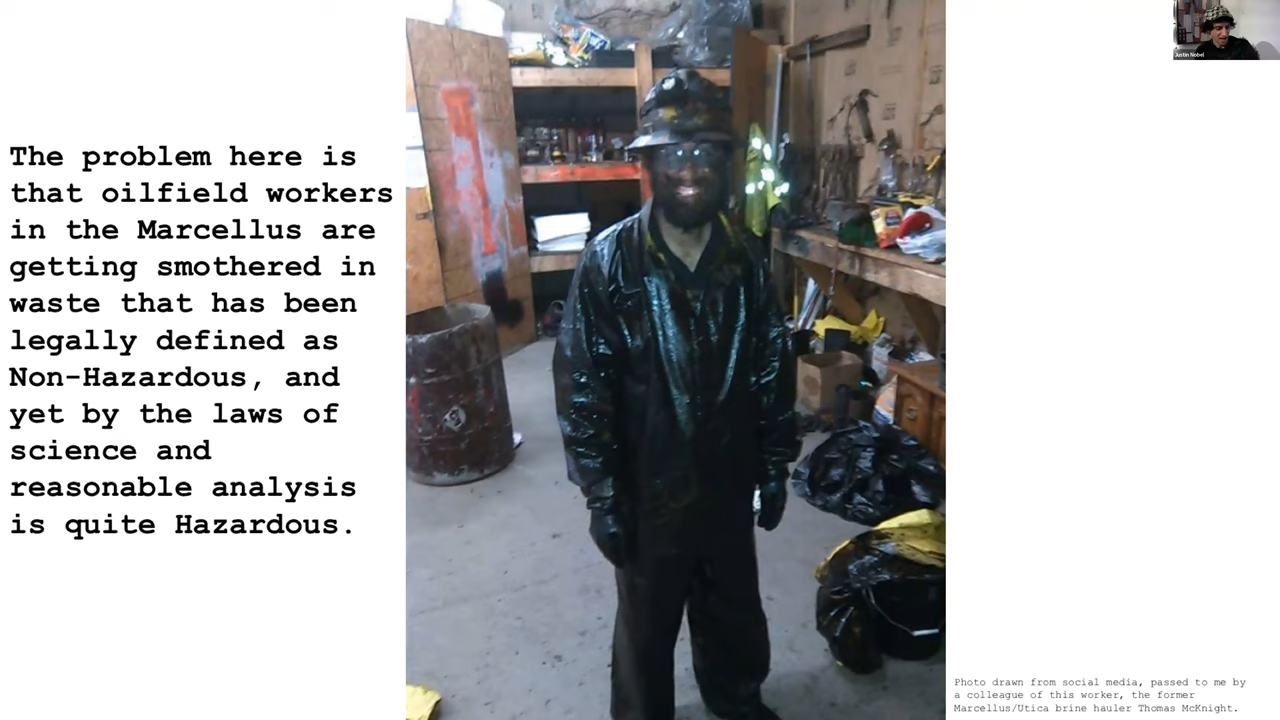 The problem here is
that oilfield workers
in the Marcellus are
getting smothered in
waste that has been
legally defined as
Non-Hazardous, and
yet by the laws of
science and
reasonable analysis
is quite Hazardous.
Justin Nobel
Photo drawn from social media, passed to me by
a colleague of this worker, the former
Marcellus/Utica brine hauler Thomas McKnight.